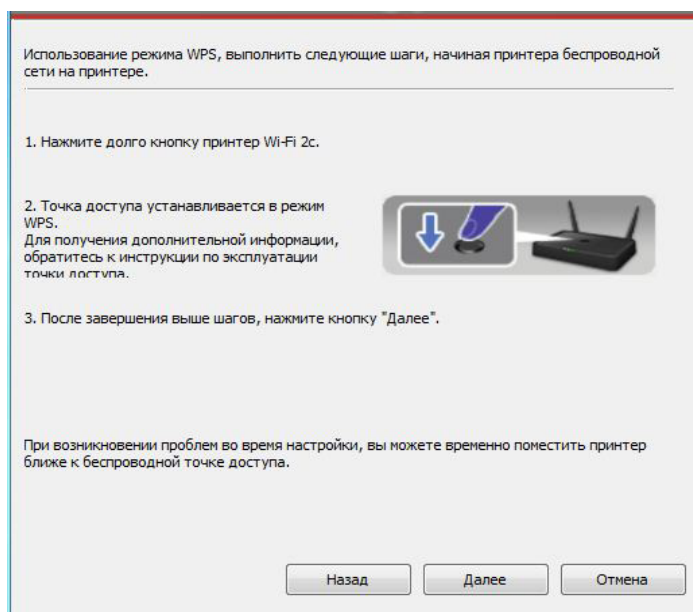 Использование режима WPS, выполнить следующие шаги, начиная принтера беспроводной
сети на принтере.
1. Нажмите долго кнопку принтер Wi-Fi 2с.
2. Точка доступа устанавливается в режим
WPS.
Для получения дополнительной информации,
обратитесь к инструкции по эксплуатации
точки доступа.
3. После завершения выше шагов, нажмите кнопку "Далее".
При возникновении проблем во время настройки, вы можете временно поместить принтер
ближе к беспроводной точке доступа.
Назад
Далее
Отмена